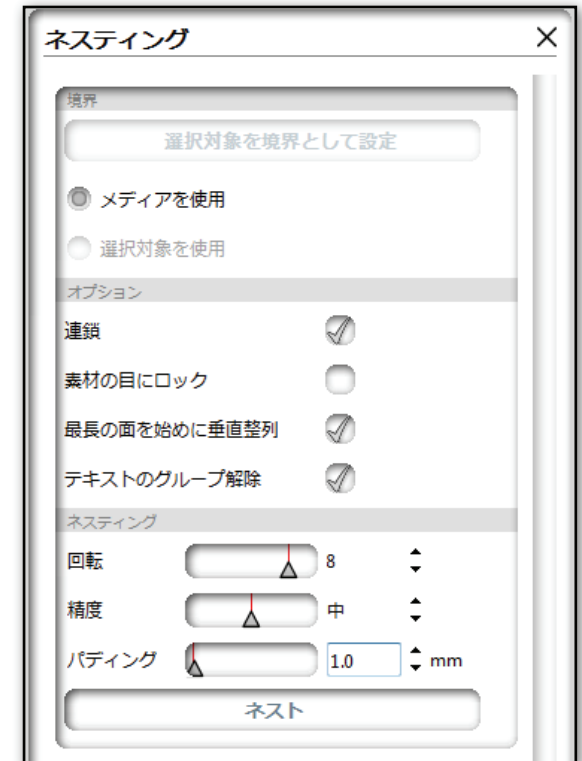 ネスティング
境界
選択対象を境界として設定
メディアを使用
選択対象を使用
オプション
連鎖
素材の目にロック
最長の面を始めに垂直整列
テキストのグループ解除
ネスティング
回転 8
精度 中
パディング 1.0 mm
ネスト